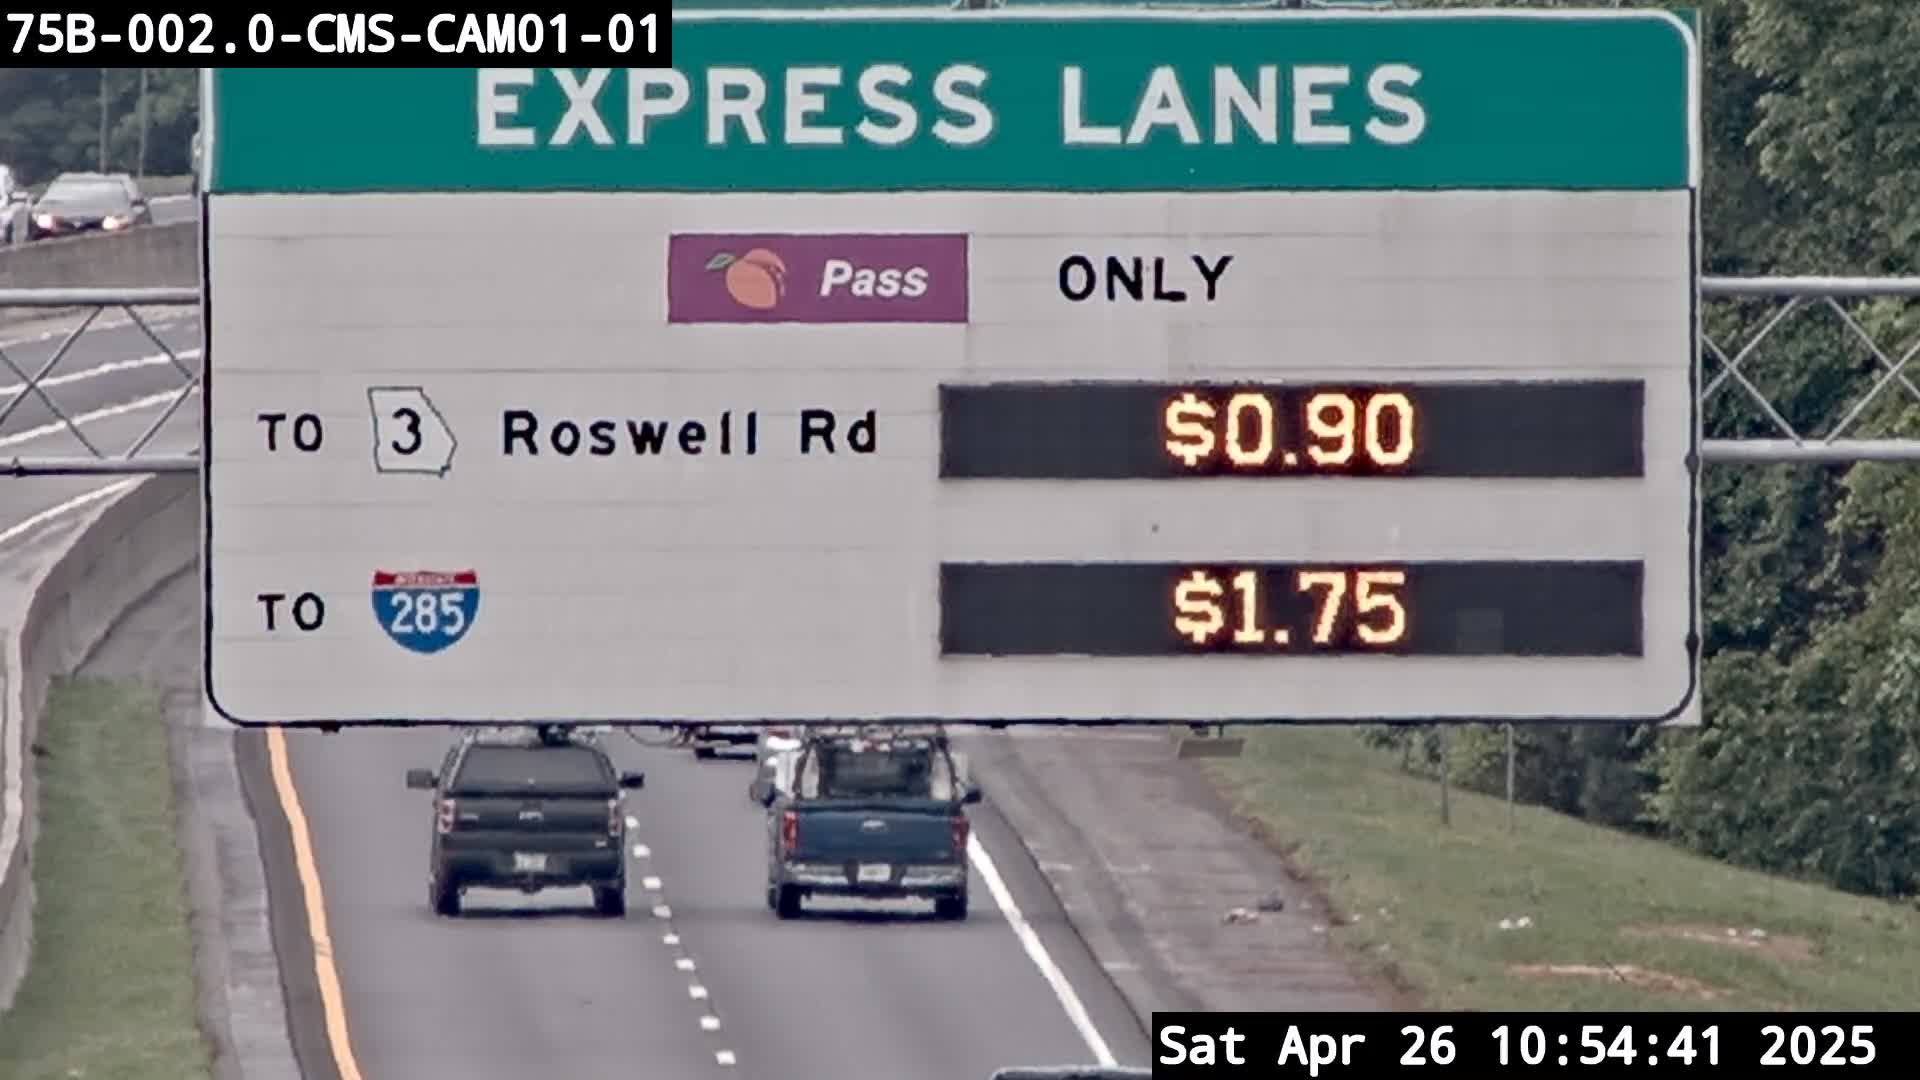 75B-002.0-CMS-CAM01-01
EXPRESS LANES
Pass ONLY
TO 3 Roswell Rd $0.90
TO INTERSTATE 285 $1.75
Sat Apr 26 10:54:41 2025